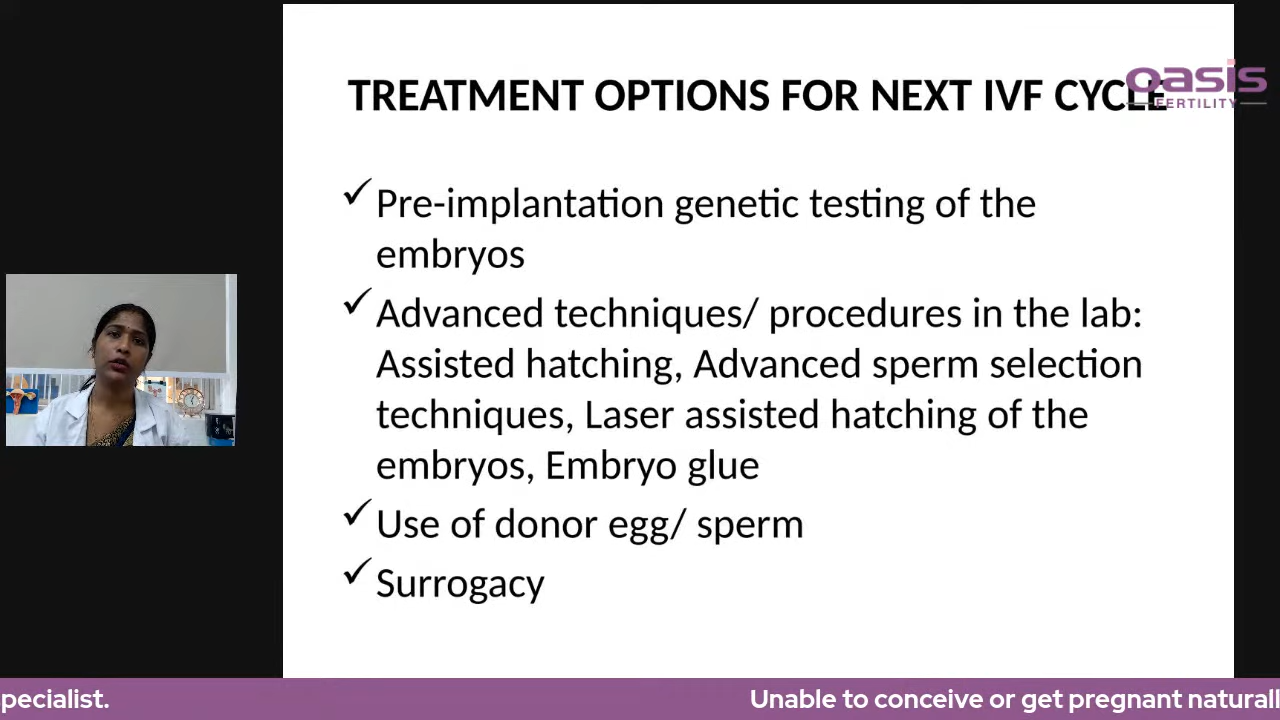 TREATMENT OPTIONS FOR NEXT IVF CYCLE
oasis
FERTILITY
Pre-implantation genetic testing of the
embryos
Advanced techniques/ procedures in the lab:
Assisted hatching, Advanced sperm selection
techniques, Laser assisted hatching of the
embryos, Embryo glue
Use of donor egg/ sperm
Surrogacy
pecialist.
Unable to conceive or get pregnant naturall